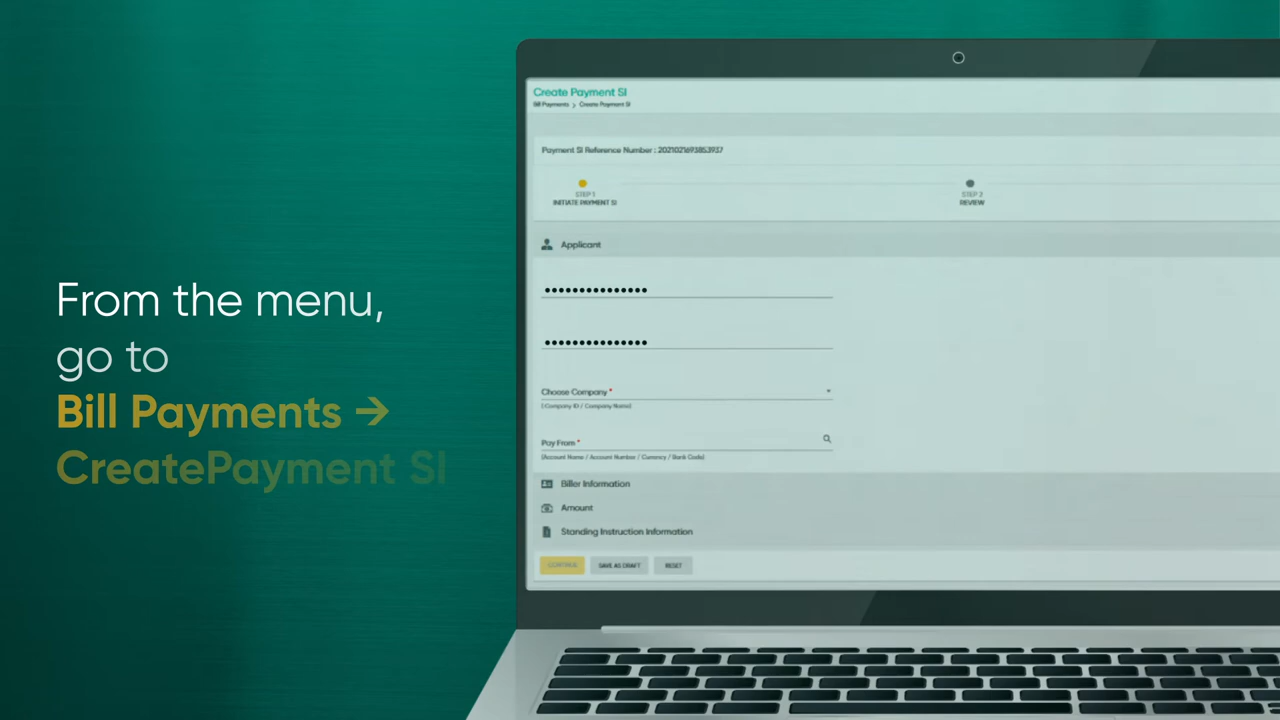 From the menu,
go to
Bill Payments →
CreatePayment SI
Create Payment SI
Bill Payments > Create Payment SI
Payment SI Reference Number : 2021021693853937
STEP 1
INITIATE PAYMENT SI
STEP 2
REVIEW
Applicant
•••••••••••••••
•••••••••••••••
Choose Company *
(Company ID / Company Name)
Pay From *
(Account Name / Account Number / Currency / Bank Code)
Biller Information
Amount
Standing Instruction Information
CONTINUE SAVE AS DRAFT RESET